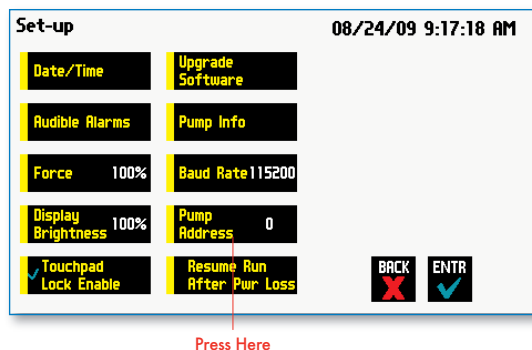 Set-up 08/24/09 9:17:18 AM
Date/Time
Upgrade
Software
Audible Alarms
Pump Info
Force 100%
Baud Rate 115200
Display
Brightness 100%
Pump
Address 0
Touchpad
Lock Enable
Resume Run
After Pwr Loss
BACK ENTR
Press Here